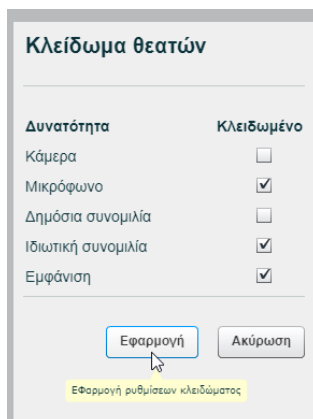 Κλείδωμα θεατών
Δυνατότητα Κλειδωμένο
Κάμερα
Μικρόφωνο
Δημόσια συνομιλία
Ιδιωτική συνομιλία
Εμφάνιση
Εφαρμογή Ακύρωση
ΕΦαρμογή ρυθμίσεων κλειδώματος